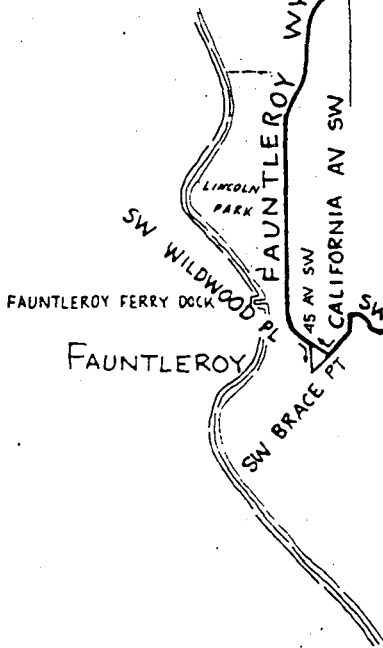 WY
FAUNTLEROY
CALIFORNIA AV SW
LINCOLN
PARK
SW WILDWOOD PL
45 AV SW
FAUNTLEROY FERRY DOCK
SW
FAUNTLEROY
SW BRACE PT